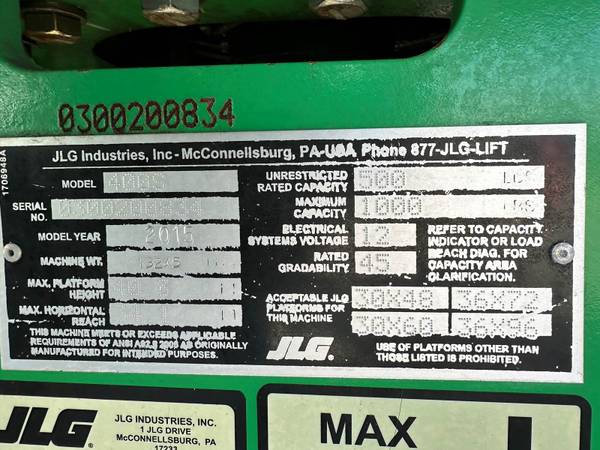 0300200834
JLG Industries, Inc - McConnellsburg, PA-USA Phone 877-JLG-LIFT
1706948A
MODEL
UNRESTRICTED RATED CAPACITY 500 LBS
SERIAL NO.
MAXIMUM CAPACITY 1000 LBS
MODEL YEAR 2015
ELECTRICAL SYSTEMS VOLTAGE 12
MACHINE WT.
RATED GRADABILITY 45
REFER TO CAPACITY
INDICATOR OR LOAD
REACH DIAG. FOR
CAPACITY AREA
CLARIFICATION.
MAX. PLATFORM HEIGHT
MAX. HORIZONTAL REACH
ACCEPTABLE JLG
PLATFORMS FOR
THIS MACHINE
30X48
THIS MACHINE MEETS OR EXCEEDS APPLICABLE
REQUIREMENTS OF ANSI A92.5 2006 AS ORIGINALLY
MANUFACTURED FOR INTENDED PURPOSES.
JLG.
USE OF PLATFORMS OTHER THAN
THOSE LISTED IS PROHIBITED.
JLG
JLG INDUSTRIES, INC.
1 JLG DRIVE
McCONNELLSBURG, PA
17233
MAX